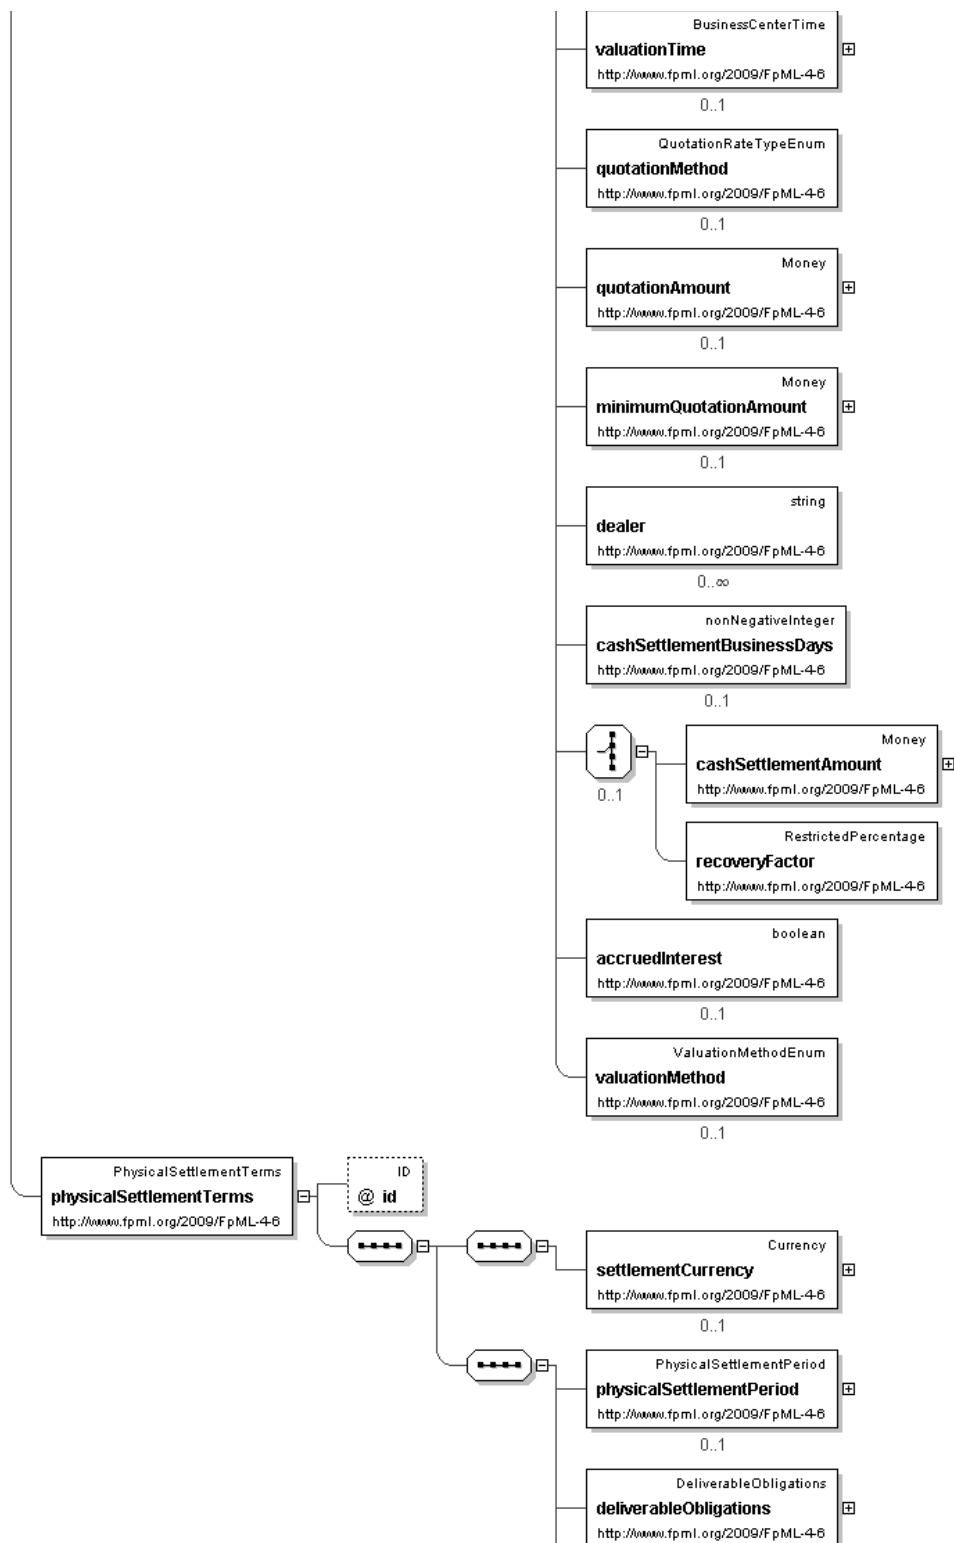 BusinessCenterTime
valuationTime
http://www.fpml.org/2009/FpML-4-6
0..1
QuotationRateTypeEnum
quotationMethod
http://www.fpml.org/2009/FpML-4-6
0..1
Money
quotationAmount
http://www.fpml.org/2009/FpML-4-6
0..1
Money
minimumQuotationAmount
http://www.fpml.org/2009/FpML-4-6
0..1
string
dealer
http://www.fpml.org/2009/FpML-4-6
0..∞
nonNegativeInteger
cashSettlementBusinessDays
http://www.fpml.org/2009/FpML-4-6
0..1
0..1
Money
cashSettlementAmount
http://www.fpml.org/2009/FpML-4-6
RestrictedPercentage
recoveryFactor
http://www.fpml.org/2009/FpML-4-6
boolean
accruedInterest
http://www.fpml.org/2009/FpML-4-6
0..1
ValuationMethodEnum
valuationMethod
http://www.fpml.org/2009/FpML-4-6
0..1
PhysicalSettlementTerms
physicalSettlementTerms
http://www.fpml.org/2009/FpML-4-6
ID
@ id
Currency
settlementCurrency
http://www.fpml.org/2009/FpML-4-6
0..1
PhysicalSettlementPeriod
physicalSettlementPeriod
http://www.fpml.org/2009/FpML-4-6
0..1
DeliverableObligations
deliverableObligations
http://www.fpml.org/2009/FpML-4-6